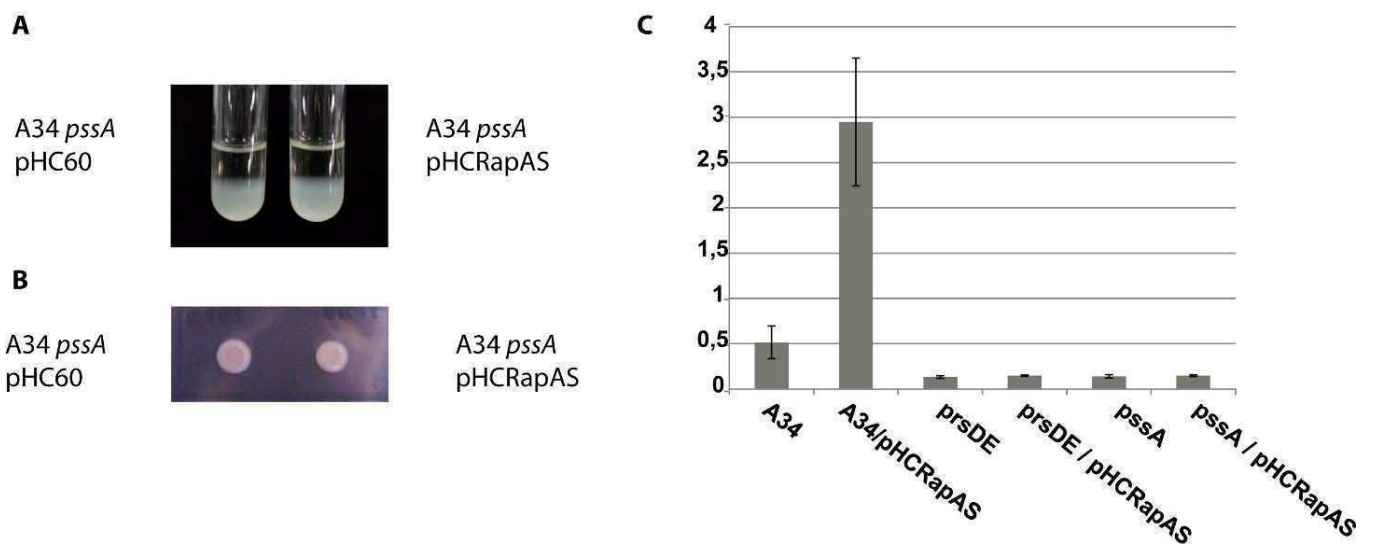 A
A34 pssA
pHC60
A34 pssA
pHCRapAS
B
A34 pssA
pHC60
A34 pssA
pHCRapAS
C
4
3,5
3
2,5
2
1,5
1
0,5
0
A34
A34/pHCRapAS
prsDE
prsDE / pHCRapAS
pssA
pssA / pHCRapAS